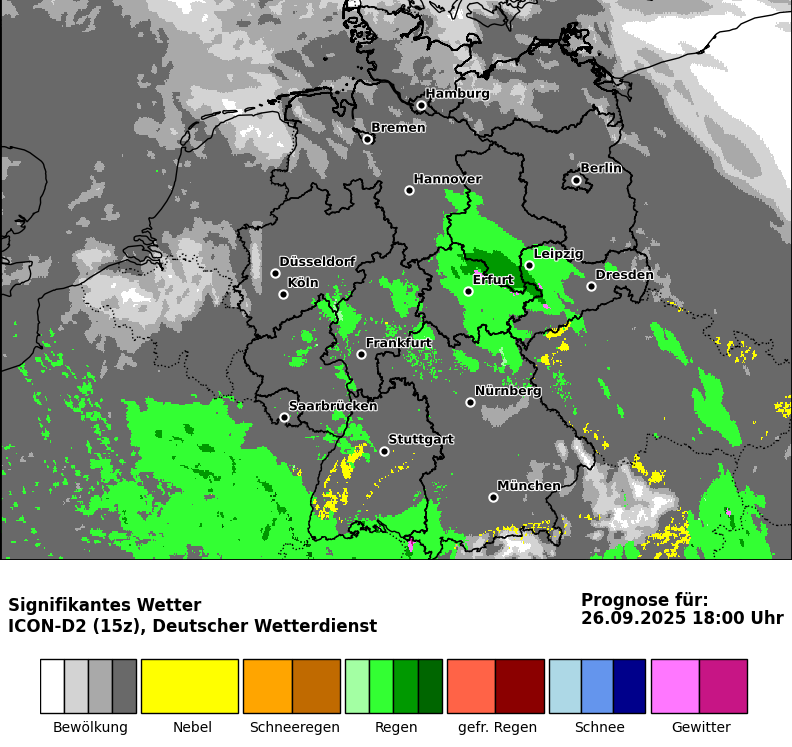 Hamburg
Bremen
Berlin
Hannover
Leipzig
Düsseldorf
Dresden
Erfurt
Köln
Frankfurt
Nürnberg
Saarbrücken
Stuttgart
München
Signifikantes Wetter
ICON-D2 (15z), Deutscher Wetterdienst
Prognose für:
26.09.2025 18:00 Uhr
Bewölkung Nebel Schneeregen Regen gefr. Regen Schnee Gewitter